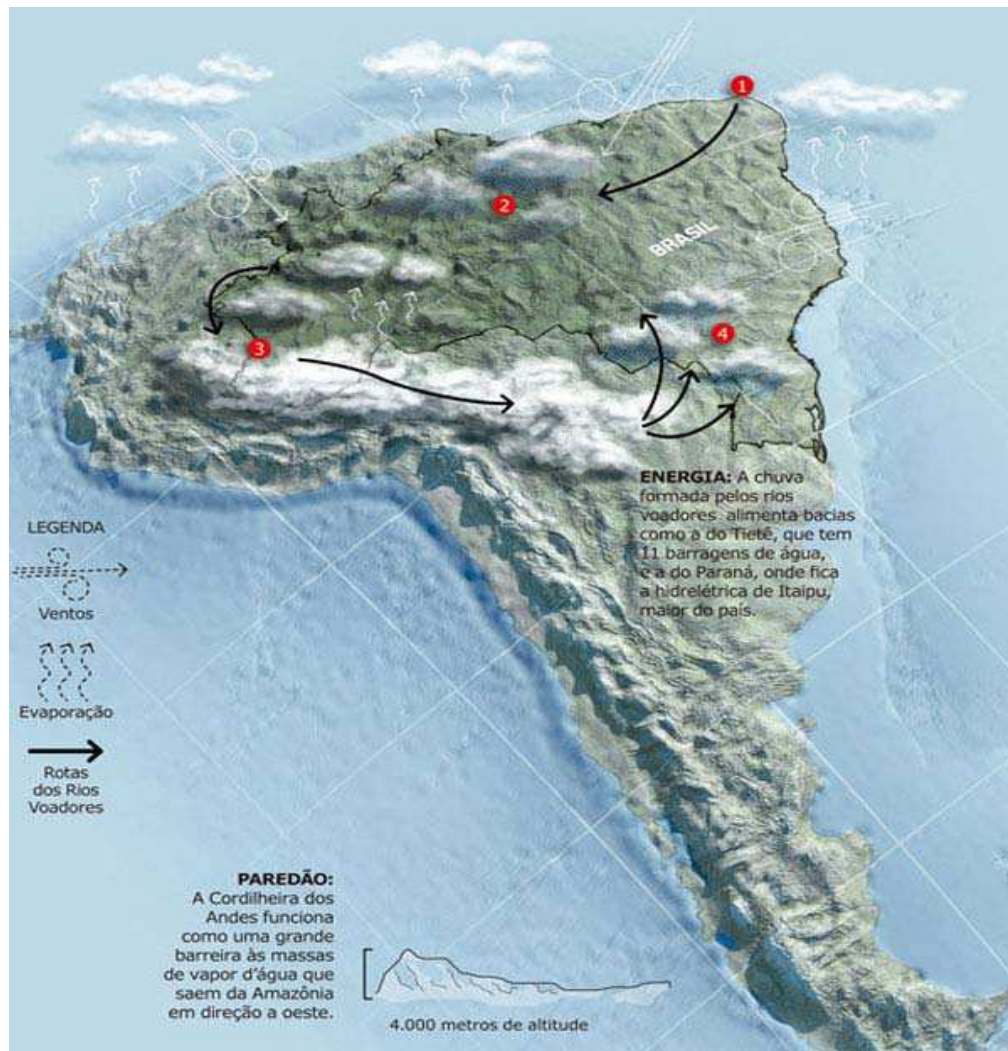 1
2
BRASIL
3
4
ENERGIA: A chuva
formada pelos rios
voadores alimenta bacias
como a do Tietê, que tem
11 barragens de água,
e a do Paraná, onde fica
a hidrelétrica de Itaipu,
maior do país.
LEGENDA
Ventos
Evaporação
Rotas
dos Rios
Voadores
PAREDÃO:
A Cordilheira dos
Andes funciona
como uma grande
barreira às massas
de vapor d’água que
saem da Amazônia
em direção a oeste.
4.000 metros de altitude